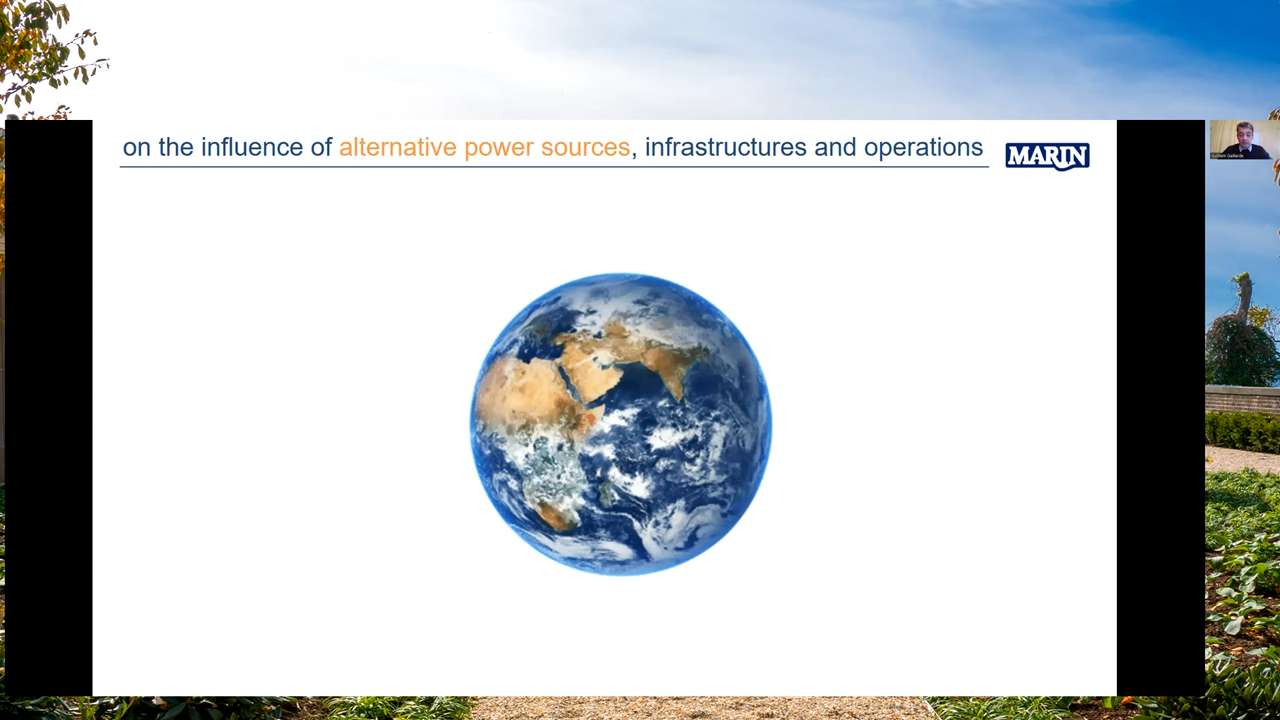 on the influence of alternative power sources, infrastructures and operations
MARIN